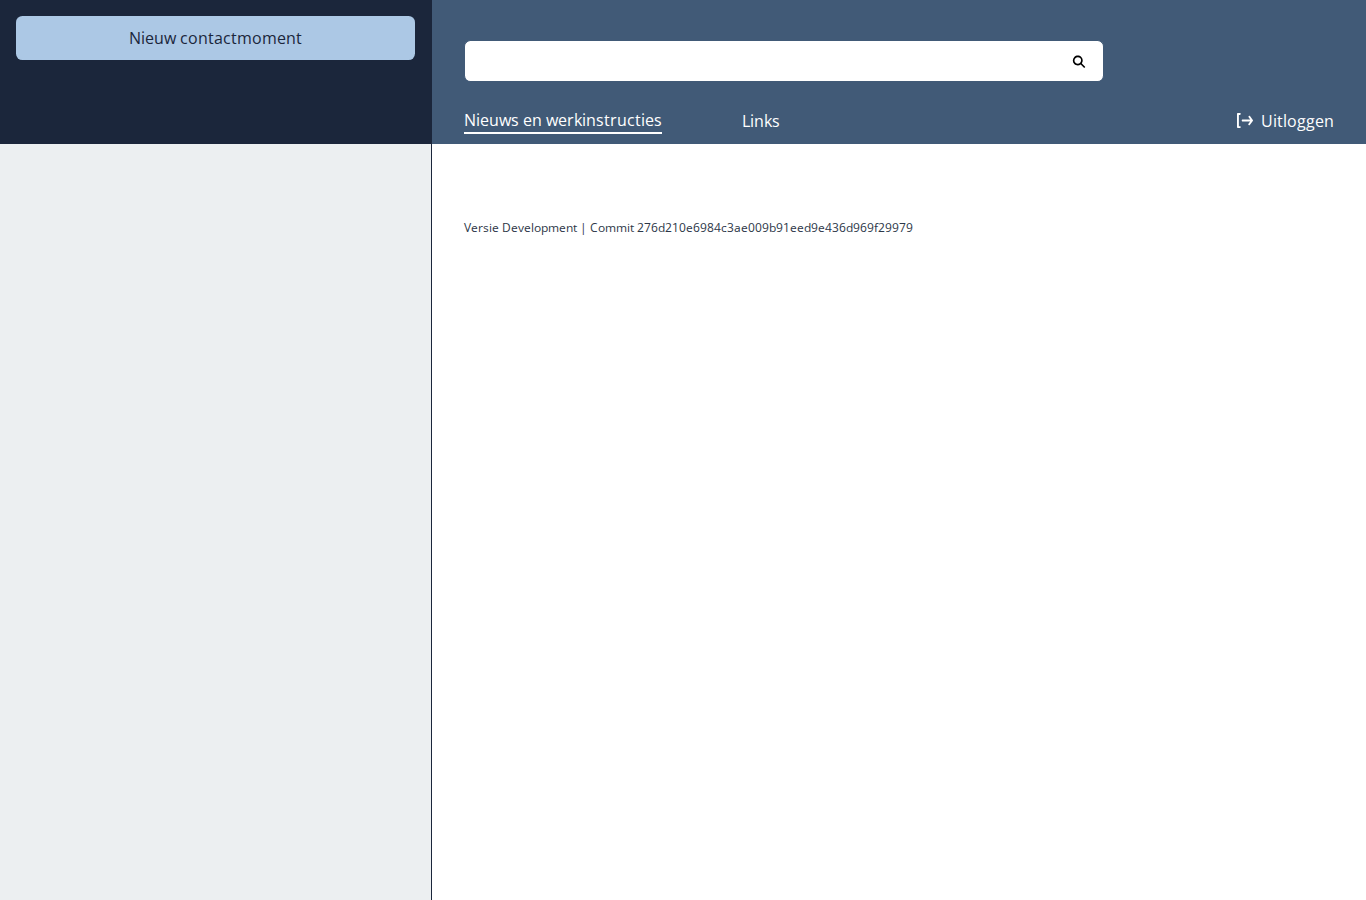 Nieuw contactmoment
Nieuws en werkinstructies
Links
Uitloggen
Versie Development | Commit 276d210e6984c3ae009b91eed9e436d969f29979